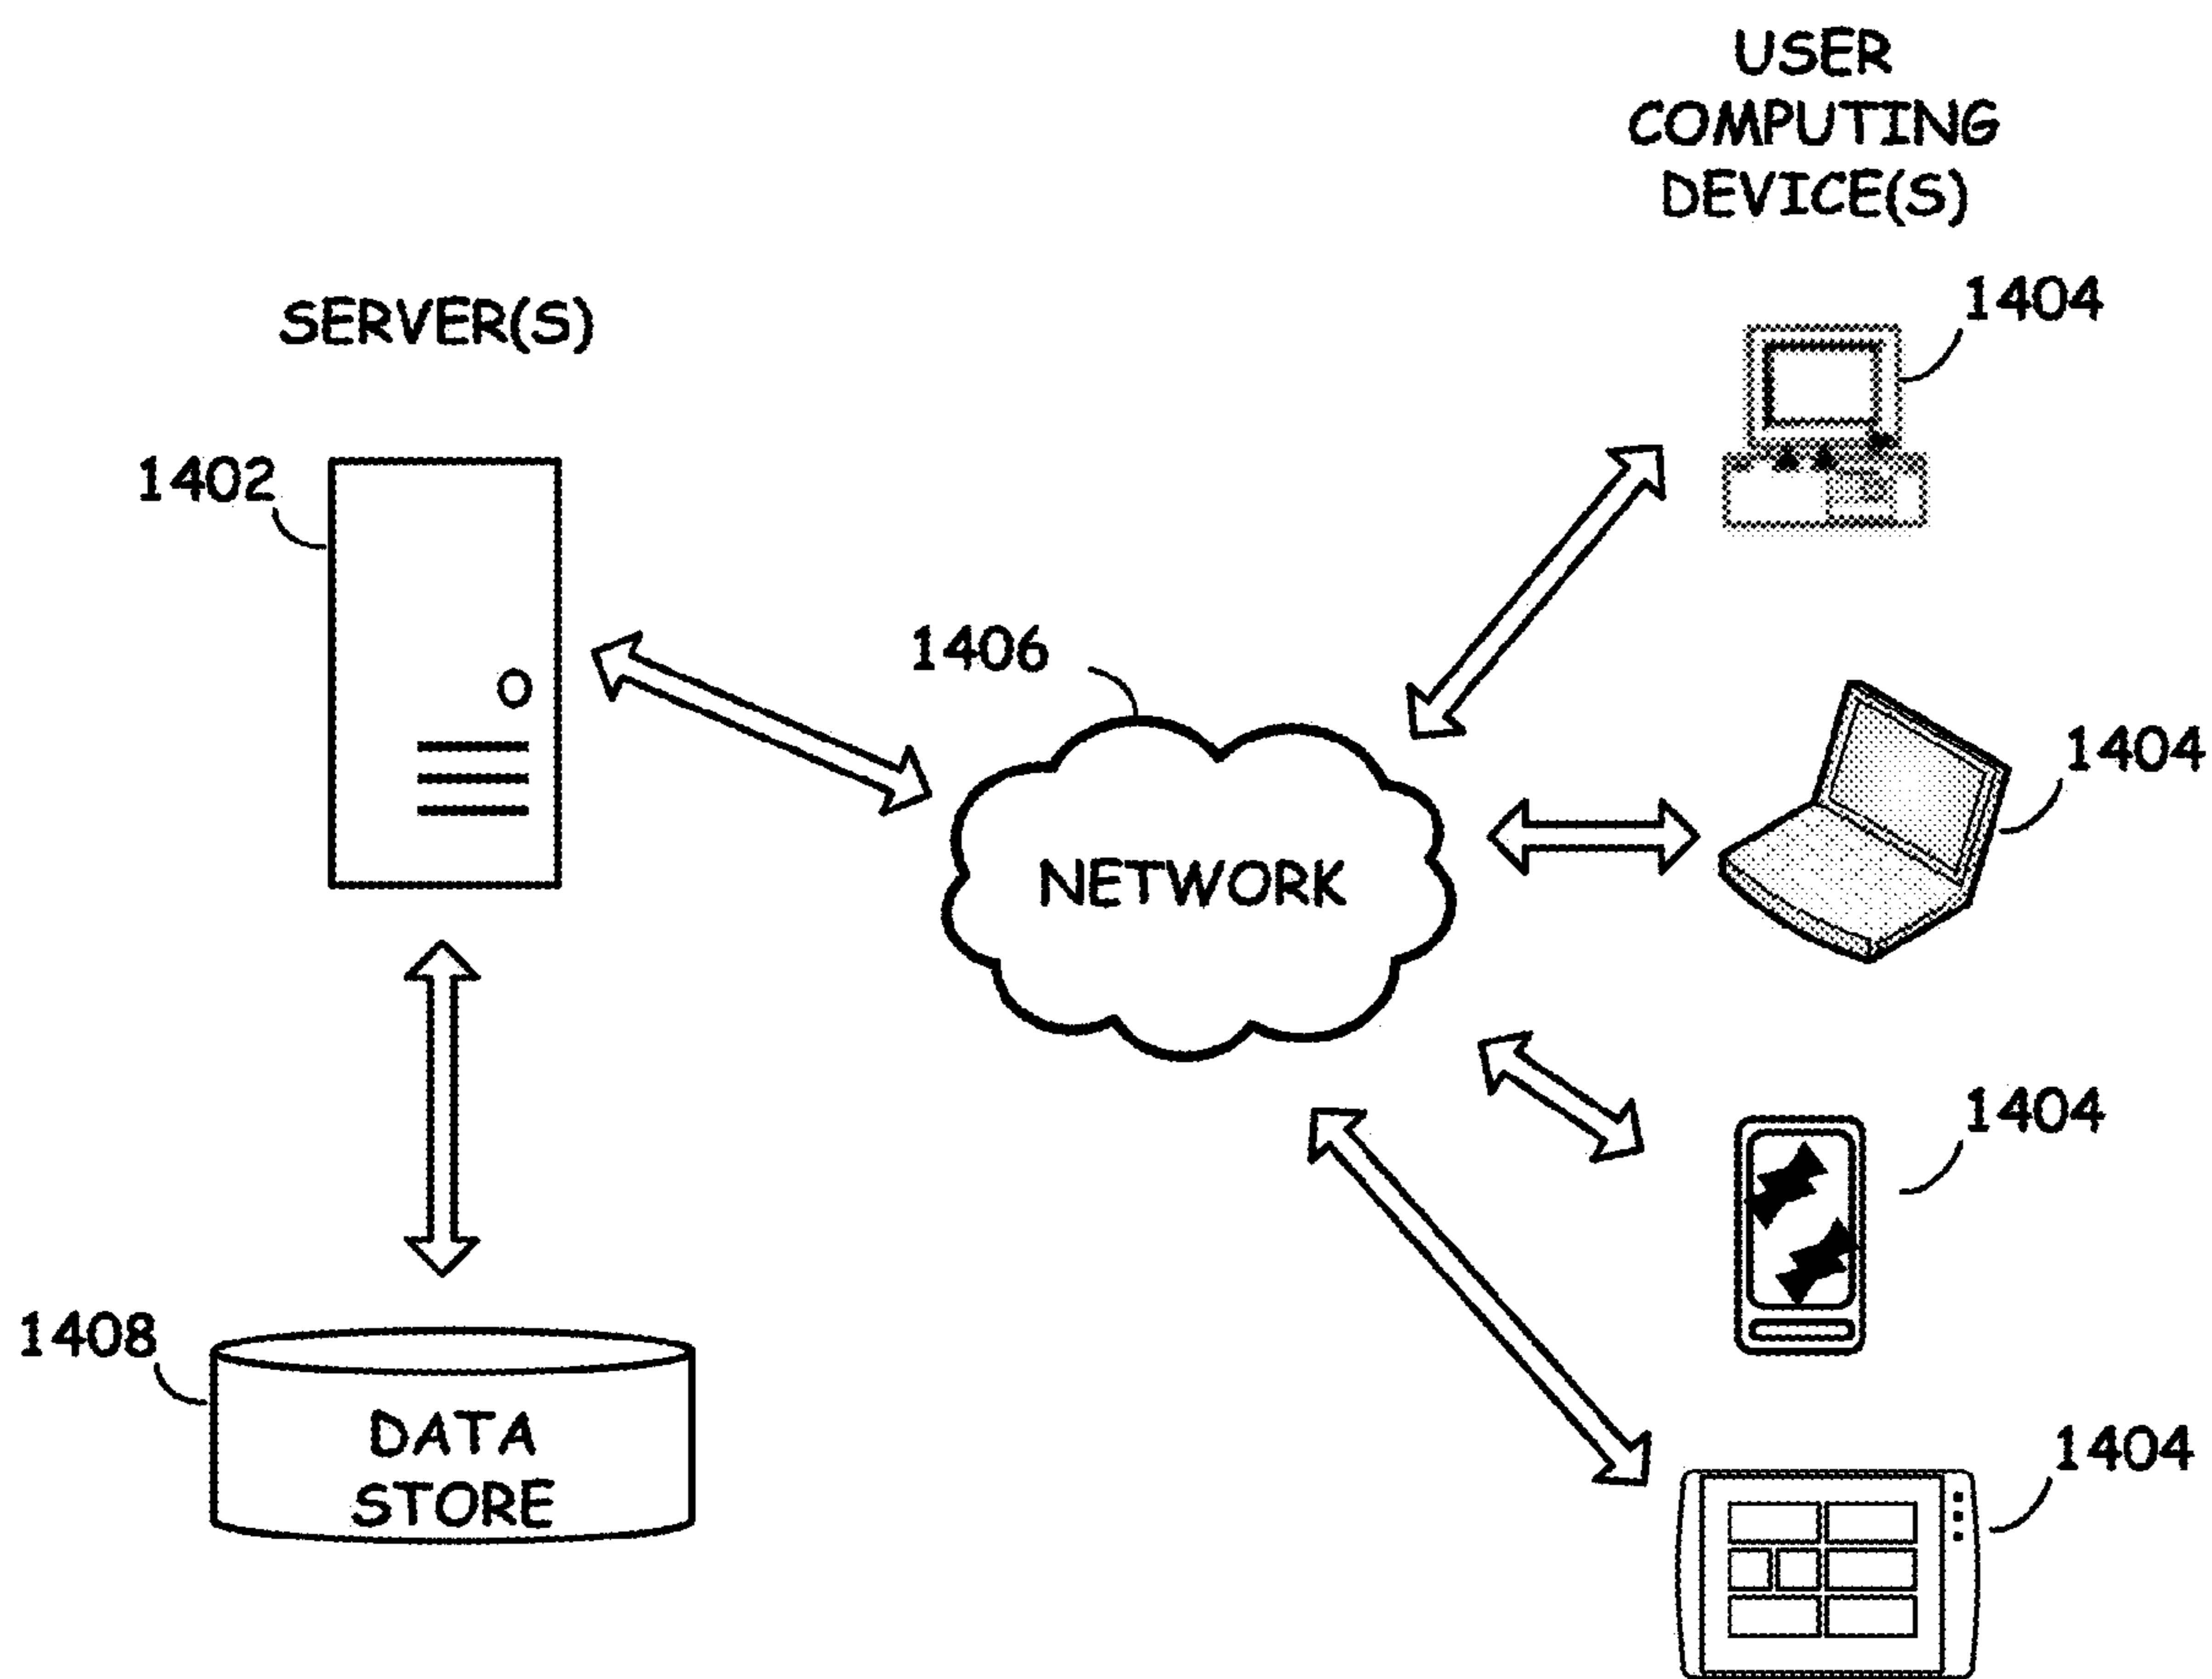 USER
COMPUTING
DEVICE(S)
1404
SERVER(S)
1402
1406
NETWORK
1404
1404
1408
DATA
STORE
1404